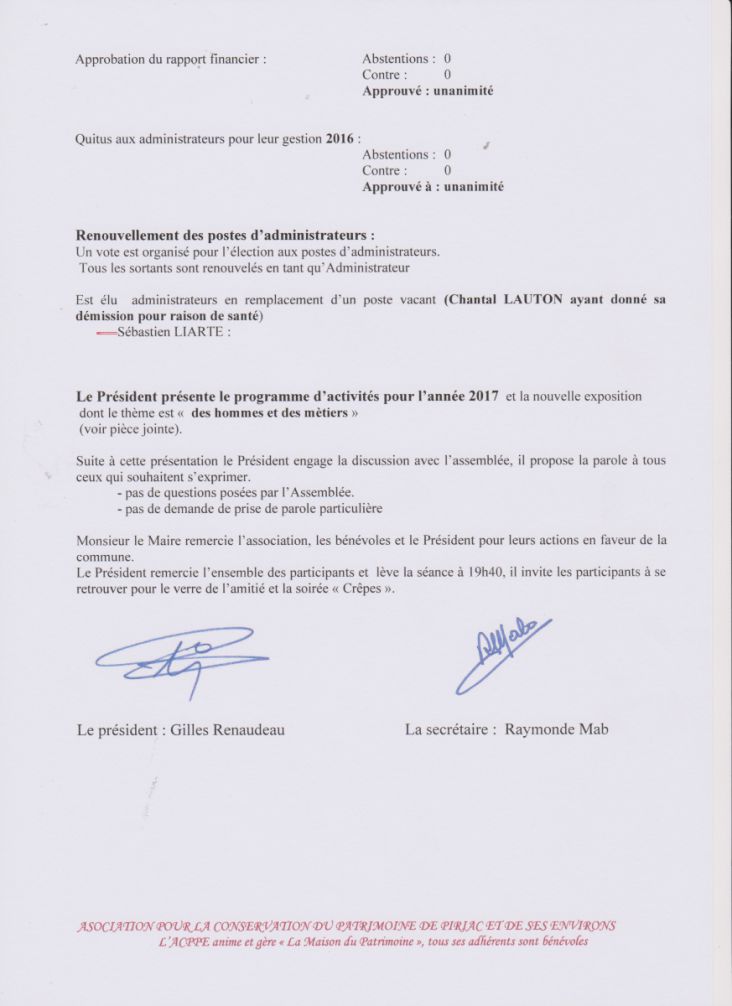 Approbation du rapport financier : Abstentions : 0
Contre : 0
Approuvé : unanimité
Quitus aux administrateurs pour leur gestion 2016 :
Abstentions : 0
Contre : 0
Approuvé à : unanimité
Renouvellement des postes d’administrateurs :
Un vote est organisé pour l’élection aux postes d’administrateurs.
Tous les sortants sont renouvelés en tant qu’Administrateur
Est élu administrateurs en remplacement d’un poste vacant (Chantal LAUTON ayant donné sa
démission pour raison de santé)
Sébastien LIARTE :
Le Président présente le programme d’activités pour l’année 2017 et la nouvelle exposition
dont le thème est « des hommes et des mètiers »
(voir pièce jointe).
Suite à cette présentation le Président engage la discussion avec l’assemblée, il propose la parole à tous
ceux qui souhaitent s’exprimer.
- pas de questions posées par l’Assemblée.
- pas de demande de prise de parole particulière
Monsieur le Maire remercie l’association, les bénévoles et le Président pour leurs actions en faveur de la
commune.
Le Président remercie l’ensemble des participants et lève la séance à 19h40, il invite les participants à se
retrouver pour le verre de l’amitié et la soirée « Crêpes ».
Le président : Gilles Renaudeau La secrétaire : Raymonde Mab
ASOCIATION POUR LA CONSERVATION DU PATRIMOINE DE PIRIAC ET DE SES ENVIRONS
L’ACPPE anime et gère « La Maison du Patrimoine », tous ses adhérents sont bénévoles